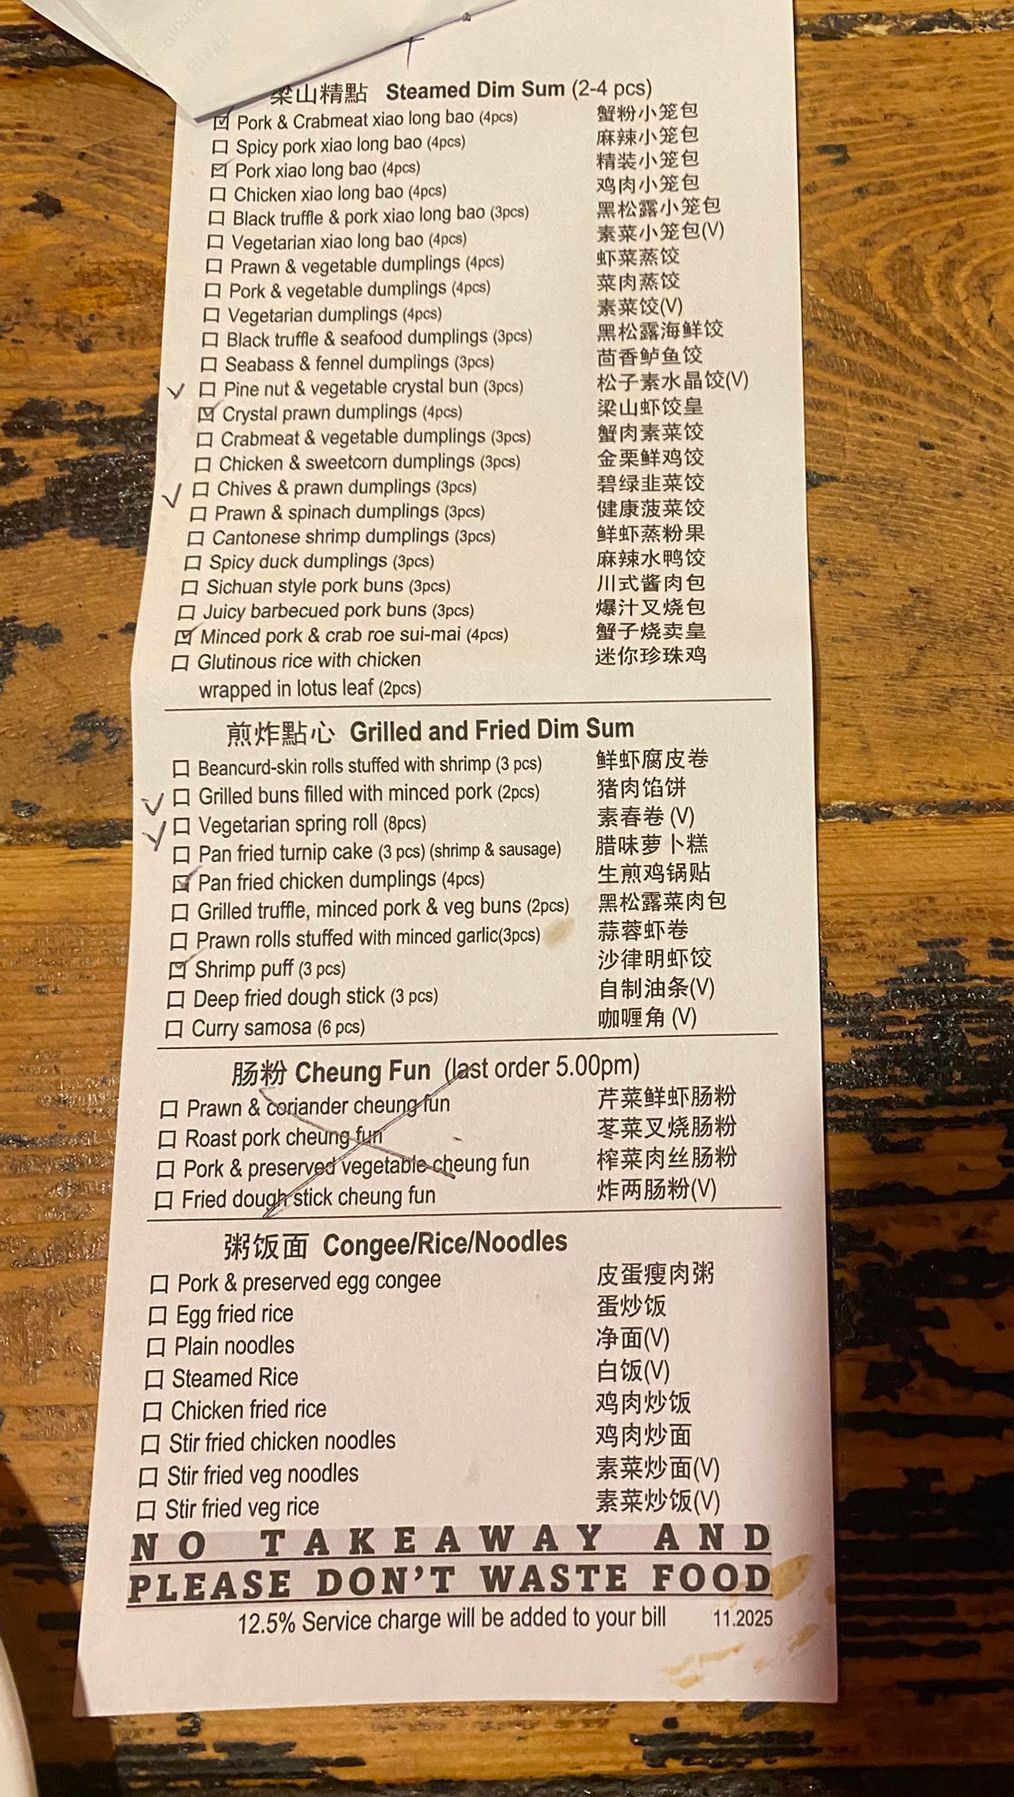 梁山精點 Steamed Dim Sum (2-4 pcs)
Pork & Crabmeat xiao long bao (4pcs) 蟹粉小笼包
Spicy pork xiao long bao (4pcs) 麻辣小笼包
Pork xiao long bao (4pcs) 精装小笼包
Chicken xiao long bao (4pcs) 鸡肉小笼包
Black truffle & pork xiao long bao (3pcs) 黑松露小笼包
Vegetarian xiao long bao (4pcs) 素菜小笼包(V)
Prawn & vegetable dumplings (4pcs) 虾菜蒸饺
Pork & vegetable dumplings (4pcs) 菜肉蒸饺
Vegetarian dumplings (4pcs) 素菜饺(V)
Black truffle & seafood dumplings (3pcs) 黑松露海鲜饺
Seabass & fennel dumplings (3pcs) 茴香鲈鱼饺
Pine nut & vegetable crystal bun (3pcs) 松子素水晶饺(V)
Crystal prawn dumplings (4pcs) 梁山虾饺皇
Crabmeat & vegetable dumplings (3pcs) 蟹肉素菜饺
Chicken & sweetcorn dumplings (3pcs) 金栗鲜鸡饺
Chives & prawn dumplings (3pcs) 碧绿韭菜饺
Prawn & spinach dumplings (3pcs) 健康菠菜饺
Cantonese shrimp dumplings (3pcs) 鲜虾蒸粉果
Spicy duck dumplings (3pcs) 麻辣水鸭饺
Sichuan style pork buns (3pcs) 川式酱肉包
Juicy barbecued pork buns (3pcs) 爆汁叉烧包
Minced pork & crab roe sui-mai (4pcs) 蟹子烧卖皇
Glutinous rice with chicken 迷你珍珠鸡
wrapped in lotus leaf (2pcs)
煎炸點心 Grilled and Fried Dim Sum
Beancurd-skin rolls stuffed with shrimp (3 pcs) 鲜虾腐皮卷
Grilled buns filled with minced pork (2pcs) 猪肉馅饼
Vegetarian spring roll (8pcs) 素春卷 (V)
Pan fried turnip cake (3 pcs) (shrimp & sausage) 腊味萝卜糕
Pan fried chicken dumplings (4pcs) 生煎鸡锅贴
Grilled truffle, minced pork & veg buns (2pcs) 黑松露菜肉包
Prawn rolls stuffed with minced garlic(3pcs) 蒜蓉虾卷
Shrimp puff (3 pcs) 沙律明虾饺
Deep fried dough stick (3 pcs) 自制油条(V)
Curry samosa (6 pcs) 咖喱角 (V)
肠粉 Cheung Fun (last order 5.00pm)
Prawn & coriander cheung fun 芹菜鲜虾肠粉
Roast pork cheung fun 苳菜叉烧肠粉
Pork & preserved vegetable cheung fun 榨菜肉丝肠粉
Fried dough stick cheung fun 炸两肠粉(V)
粥饭面 Congee/Rice/Noodles
Pork & preserved egg congee 皮蛋瘦肉粥
Egg fried rice 蛋炒饭
Plain noodles 净面(V)
Steamed Rice 白饭(V)
Chicken fried rice 鸡肉炒饭
Stir fried chicken noodles 鸡肉炒面
Stir fried veg noodles 素菜炒面(V)
Stir fried veg rice 素菜炒饭(V)
NO TAKEAWAY AND
PLEASE DON'T WASTE FOOD
12.5% Service charge will be added to your bill 11.2025